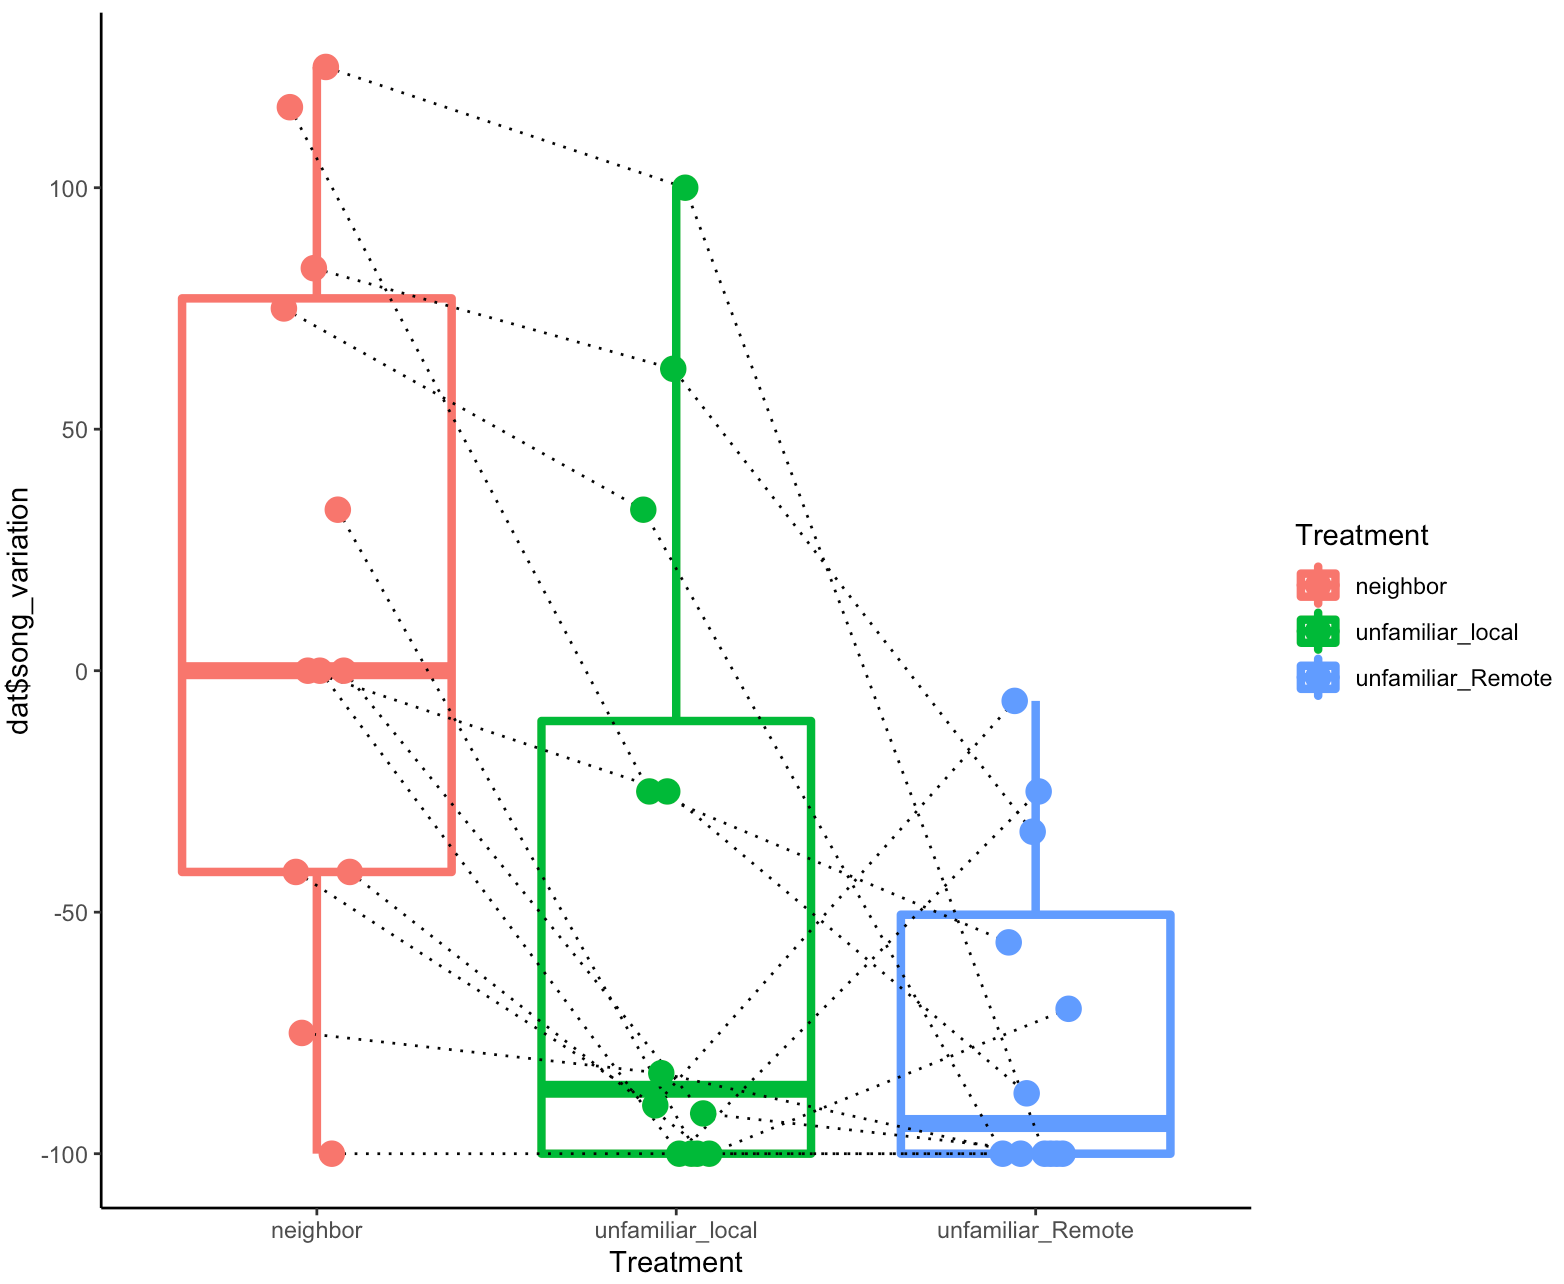 dat$song_variation
100
50
0
-50
-100
neighbor
unfamiliar_local
unfamiliar_Remote
Treatment
Treatment
neighbor
unfamiliar_local
unfamiliar_Remote